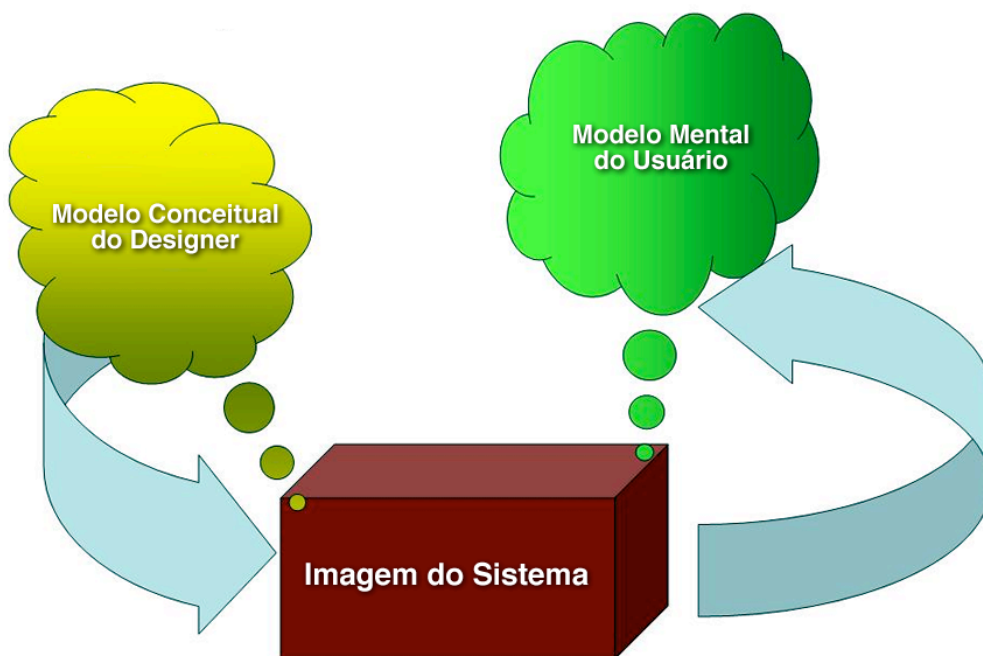 Modelo Conceitual
do Designer
Modelo Mental
do Usuário
Imagem do Sistema